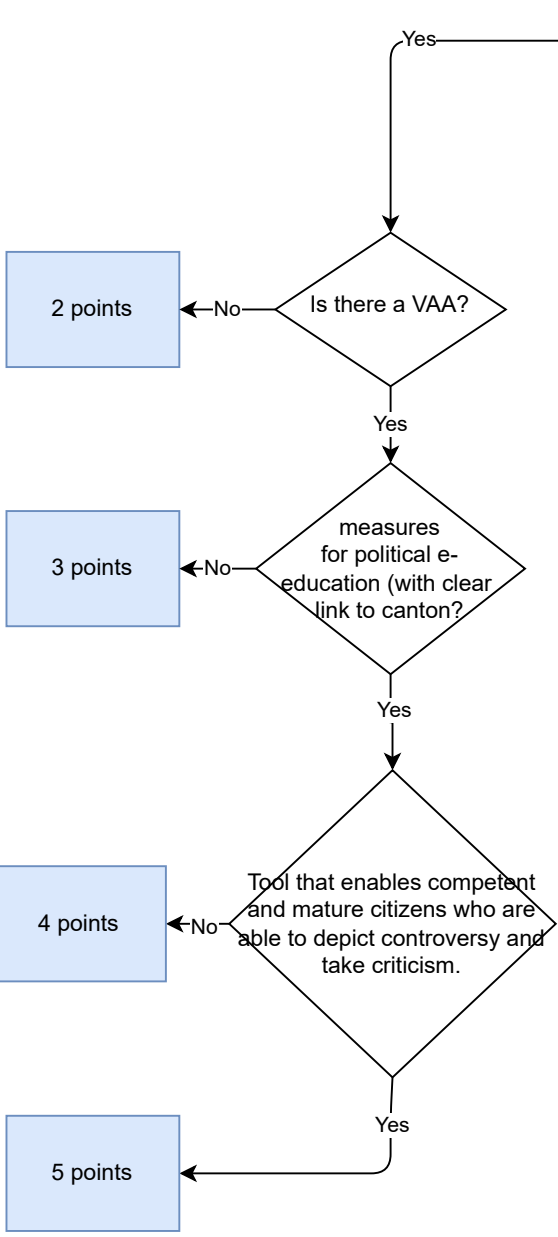 Yes
Is there a VAA?
No
2 points
Yes
measures
for political e-
education (with clear
link to canton?
No
3 points
Yes
Tool that enables competent
and mature citizens who are
able to depict controversy and
take criticism.
No
4 points
Yes
5 points